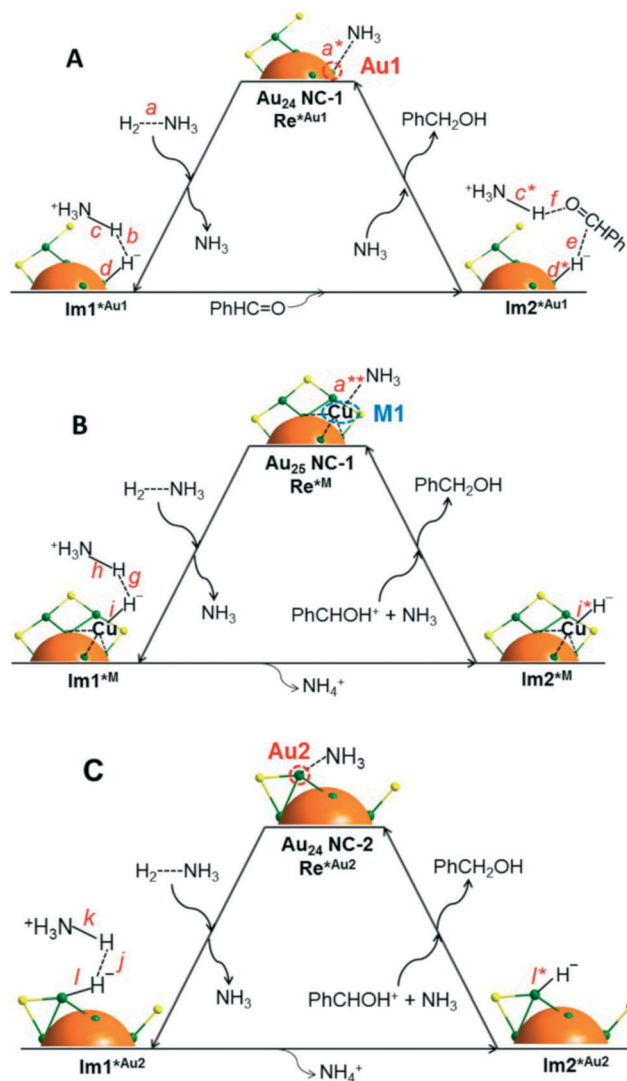 A
NH₃
a*
Au1
Au₂₄ NC-1
Re*Au1
a
H₂----NH₃
NH₃
PhCH₂OH
NH₃
⁺H₃N
c
H
b
H⁻
d
Im1*Au1
PhHC=O
⁺H₃N
c*
H
f
O
CHPh
e
d*
H⁻
Im2*Au1
B
NH₃
a**
Cu
M1
Au₂₅ NC-1
Re*M
H₂----NH₃
NH₃
PhCH₂OH
PhCHOH⁺ + NH₃
⁺H₃N
h
H
g
H⁻
i
Cu
Im1*M
NH₄⁺
i*
H⁻
Cu
Im2*M
C
Au2
NH₃
Au₂₄ NC-2
Re*Au2
H₂----NH₃
NH₃
PhCH₂OH
PhCHOH⁺ + NH₃
⁺H₃N
k
H
j
l
H⁻
Im1*Au2
NH₄⁺
l*
H⁻
Im2*Au2